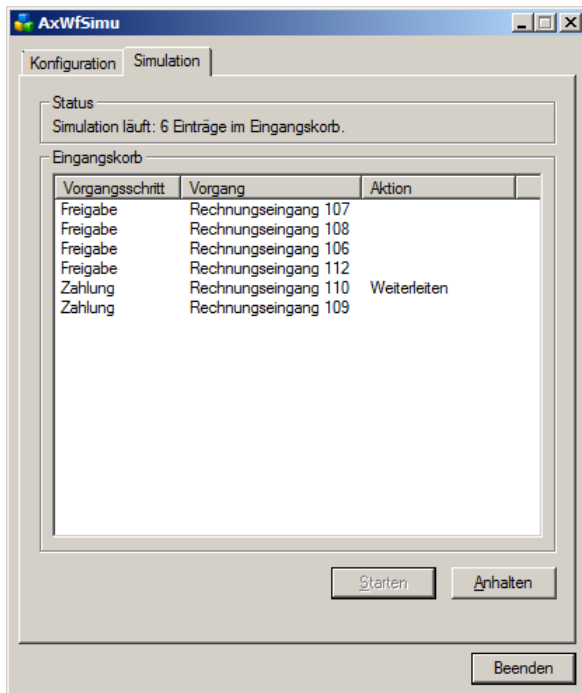 AxWfSimu
Konfiguration Simulation
Status
Simulation läuft: 6 Einträge im Eingangskorb.
Eingangskorb
Vorgangsschritt Vorgang Aktion
Freigabe Rechnungseingang 107
Freigabe Rechnungseingang 108
Freigabe Rechnungseingang 106
Freigabe Rechnungseingang 112
Zahlung Rechnungseingang 110 Weiterleiten
Zahlung Rechnungseingang 109
Starten Anhalten
Beenden